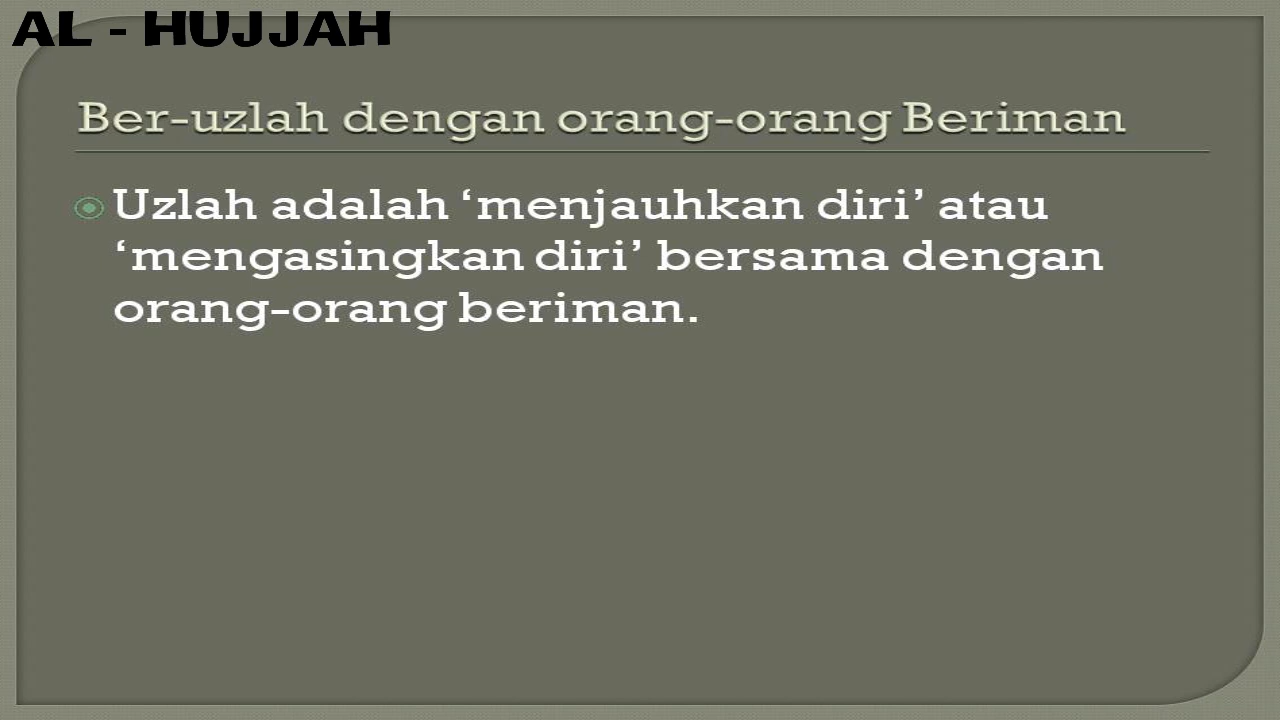 AL - HUJJAH
Ber-uzlah dengan orang-orang Beriman
Uzlah adalah ‘menjauhkan diri’ atau
‘mengasingkan diri’ bersama dengan
orang-orang beriman.